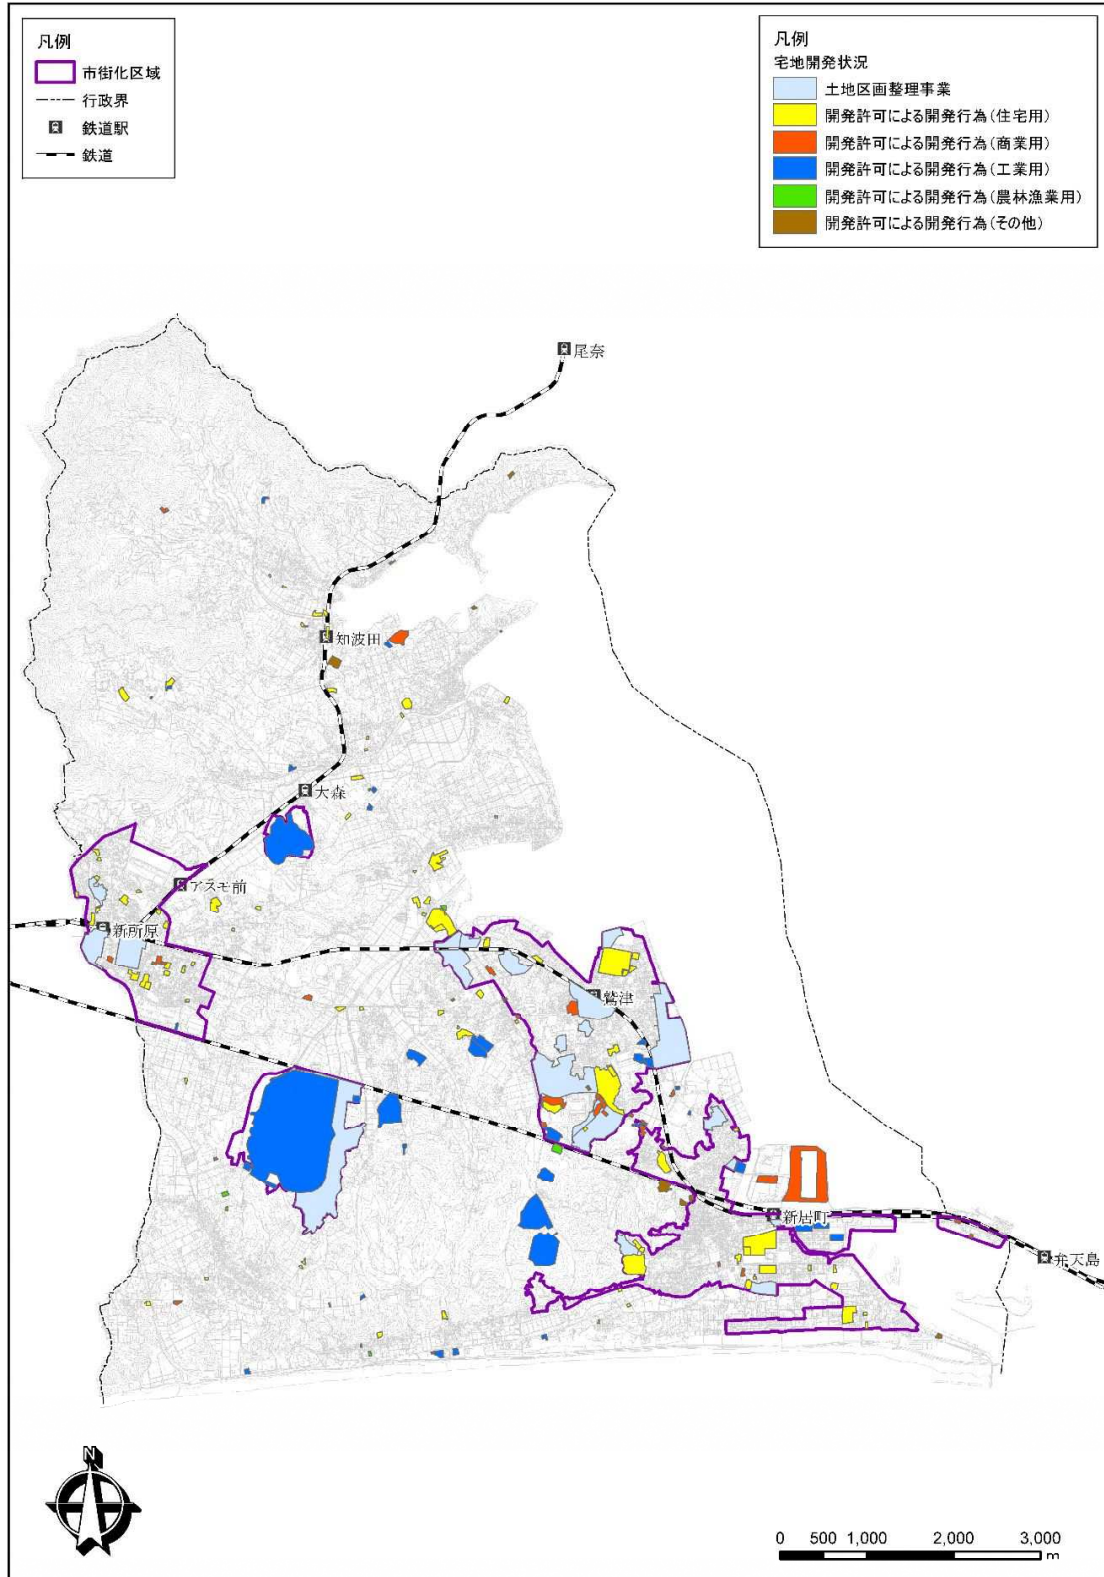 凡例
市街化区域
行政界
鉄道駅
鉄道
凡例
宅地開発状況
土地区画整理事業
開発許可による開発行為(住宅用)
開発許可による開発行為(商業用)
開発許可による開発行為(工業用)
開発許可による開発行為(農林漁業用)
開発許可による開発行為(その他)
尾奈
知波田
大森
アスモ前
新所原
鷲津
新居町
弁天島
N
0 500 1,000 2,000 3,000
m